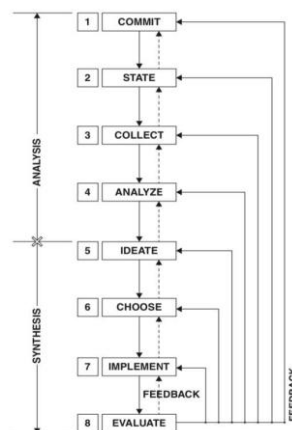 1 COMMIT
2 STATE
3 COLLECT
ANALYSIS
4 ANALYZE
5 IDEATE
6 CHOOSE
SYNTHESIS
7 IMPLEMENT
FEEDBACK
8 EVALUATE
FEEDBACK